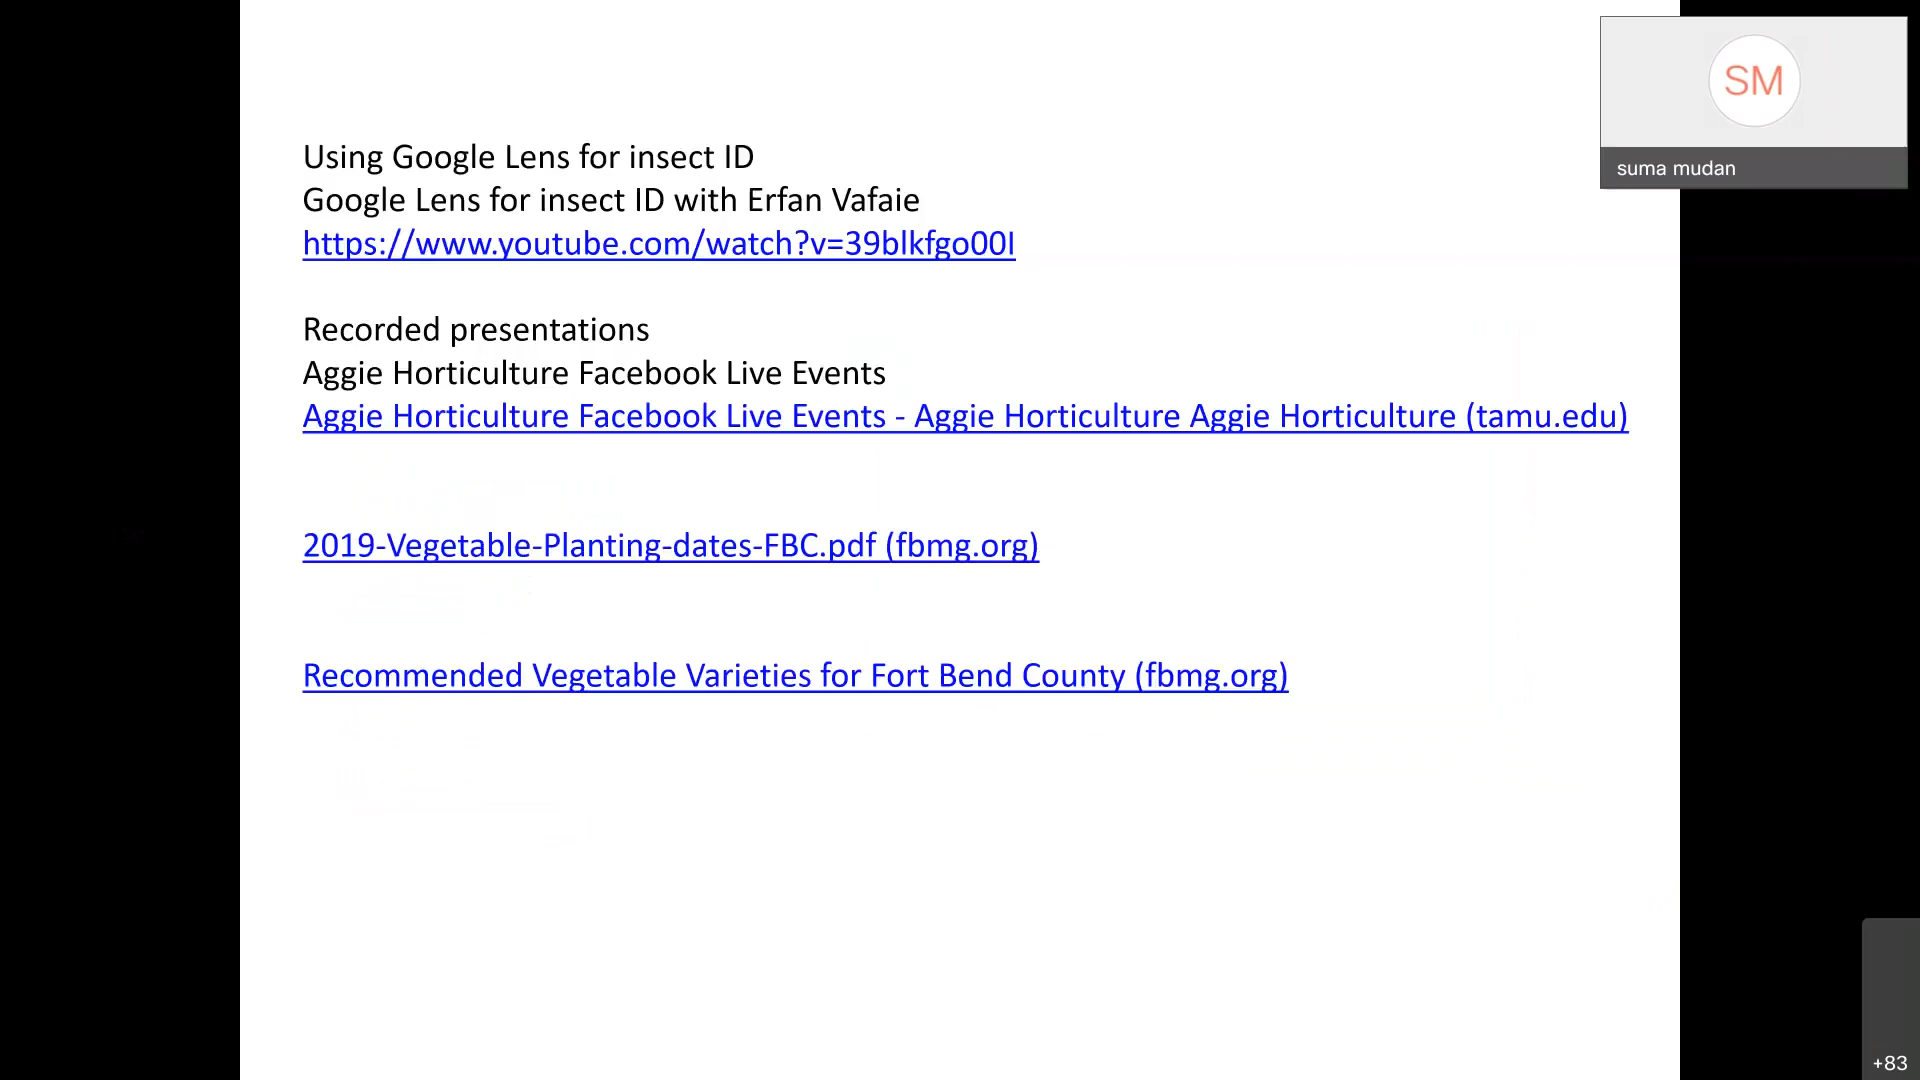 Using Google Lens for insect ID
Google Lens for insect ID with Erfan Vafaie
https://www.youtube.com/watch?v=39blkfgo00I
Recorded presentations
Aggie Horticulture Facebook Live Events
Aggie Horticulture Facebook Live Events - Aggie Horticulture Aggie Horticulture (tamu.edu)
2019-Vegetable-Planting-dates-FBC.pdf (fbmg.org)
Recommended Vegetable Varieties for Fort Bend County (fbmg.org)
SM
suma mudan
+83